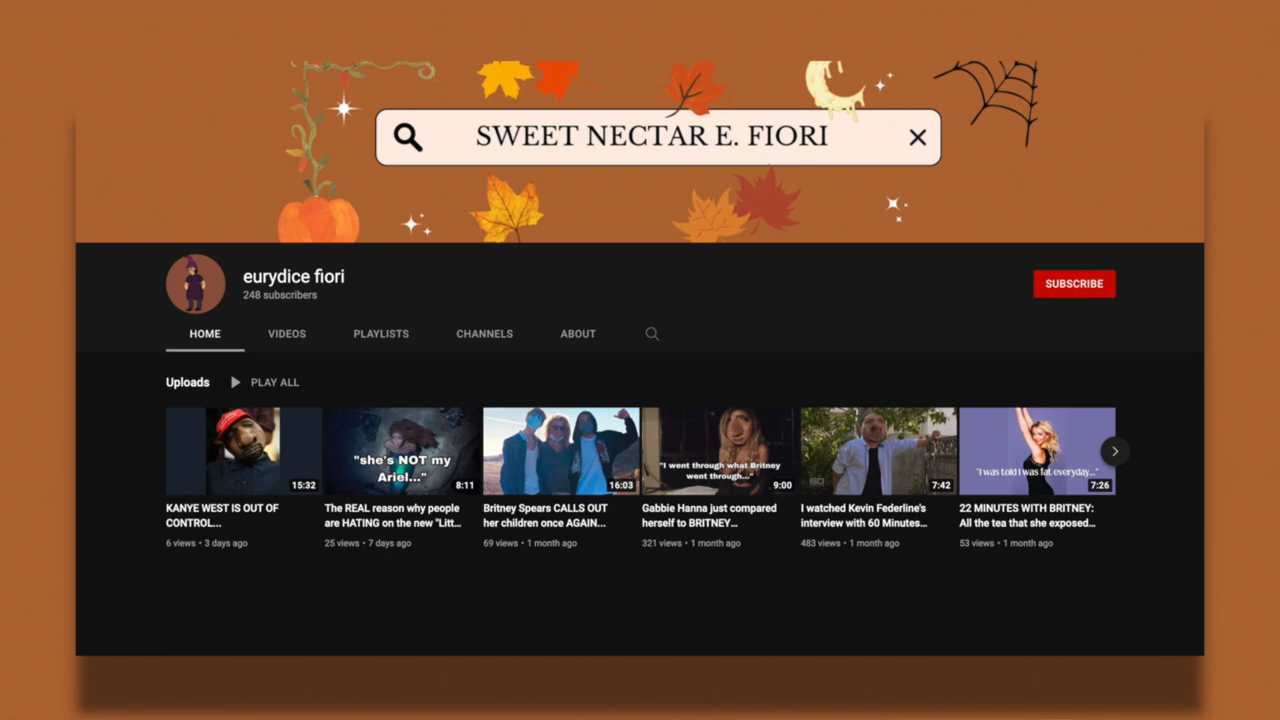 SWEET NECTAR E. FIORI
eurydice fiori
248 subscribers
SUBSCRIBE
HOME VIDEOS PLAYLISTS CHANNELS ABOUT
Uploads PLAY ALL
15:32
"she's NOT my
Ariel..."
8:11
16:03
"I went through what Britney
went through..."
9:00
60
7:42
"I was told I was fat everyday..."
7:26
KANYE WEST IS OUT OF
CONTROL...
6 views • 3 days ago
The REAL reason why people
are HATING on the new "Litt...
25 views • 7 days ago
Britney Spears CALLS OUT
her children once AGAIN...
69 views • 1 month ago
Gabbie Hanna just compared
herself to BRITNEY...
321 views • 1 month ago
I watched Kevin Federline's
interview with 60 Minutes...
483 views • 1 month ago
22 MINUTES WITH BRITNEY:
All the tea that she exposed...
53 views • 1 month ago